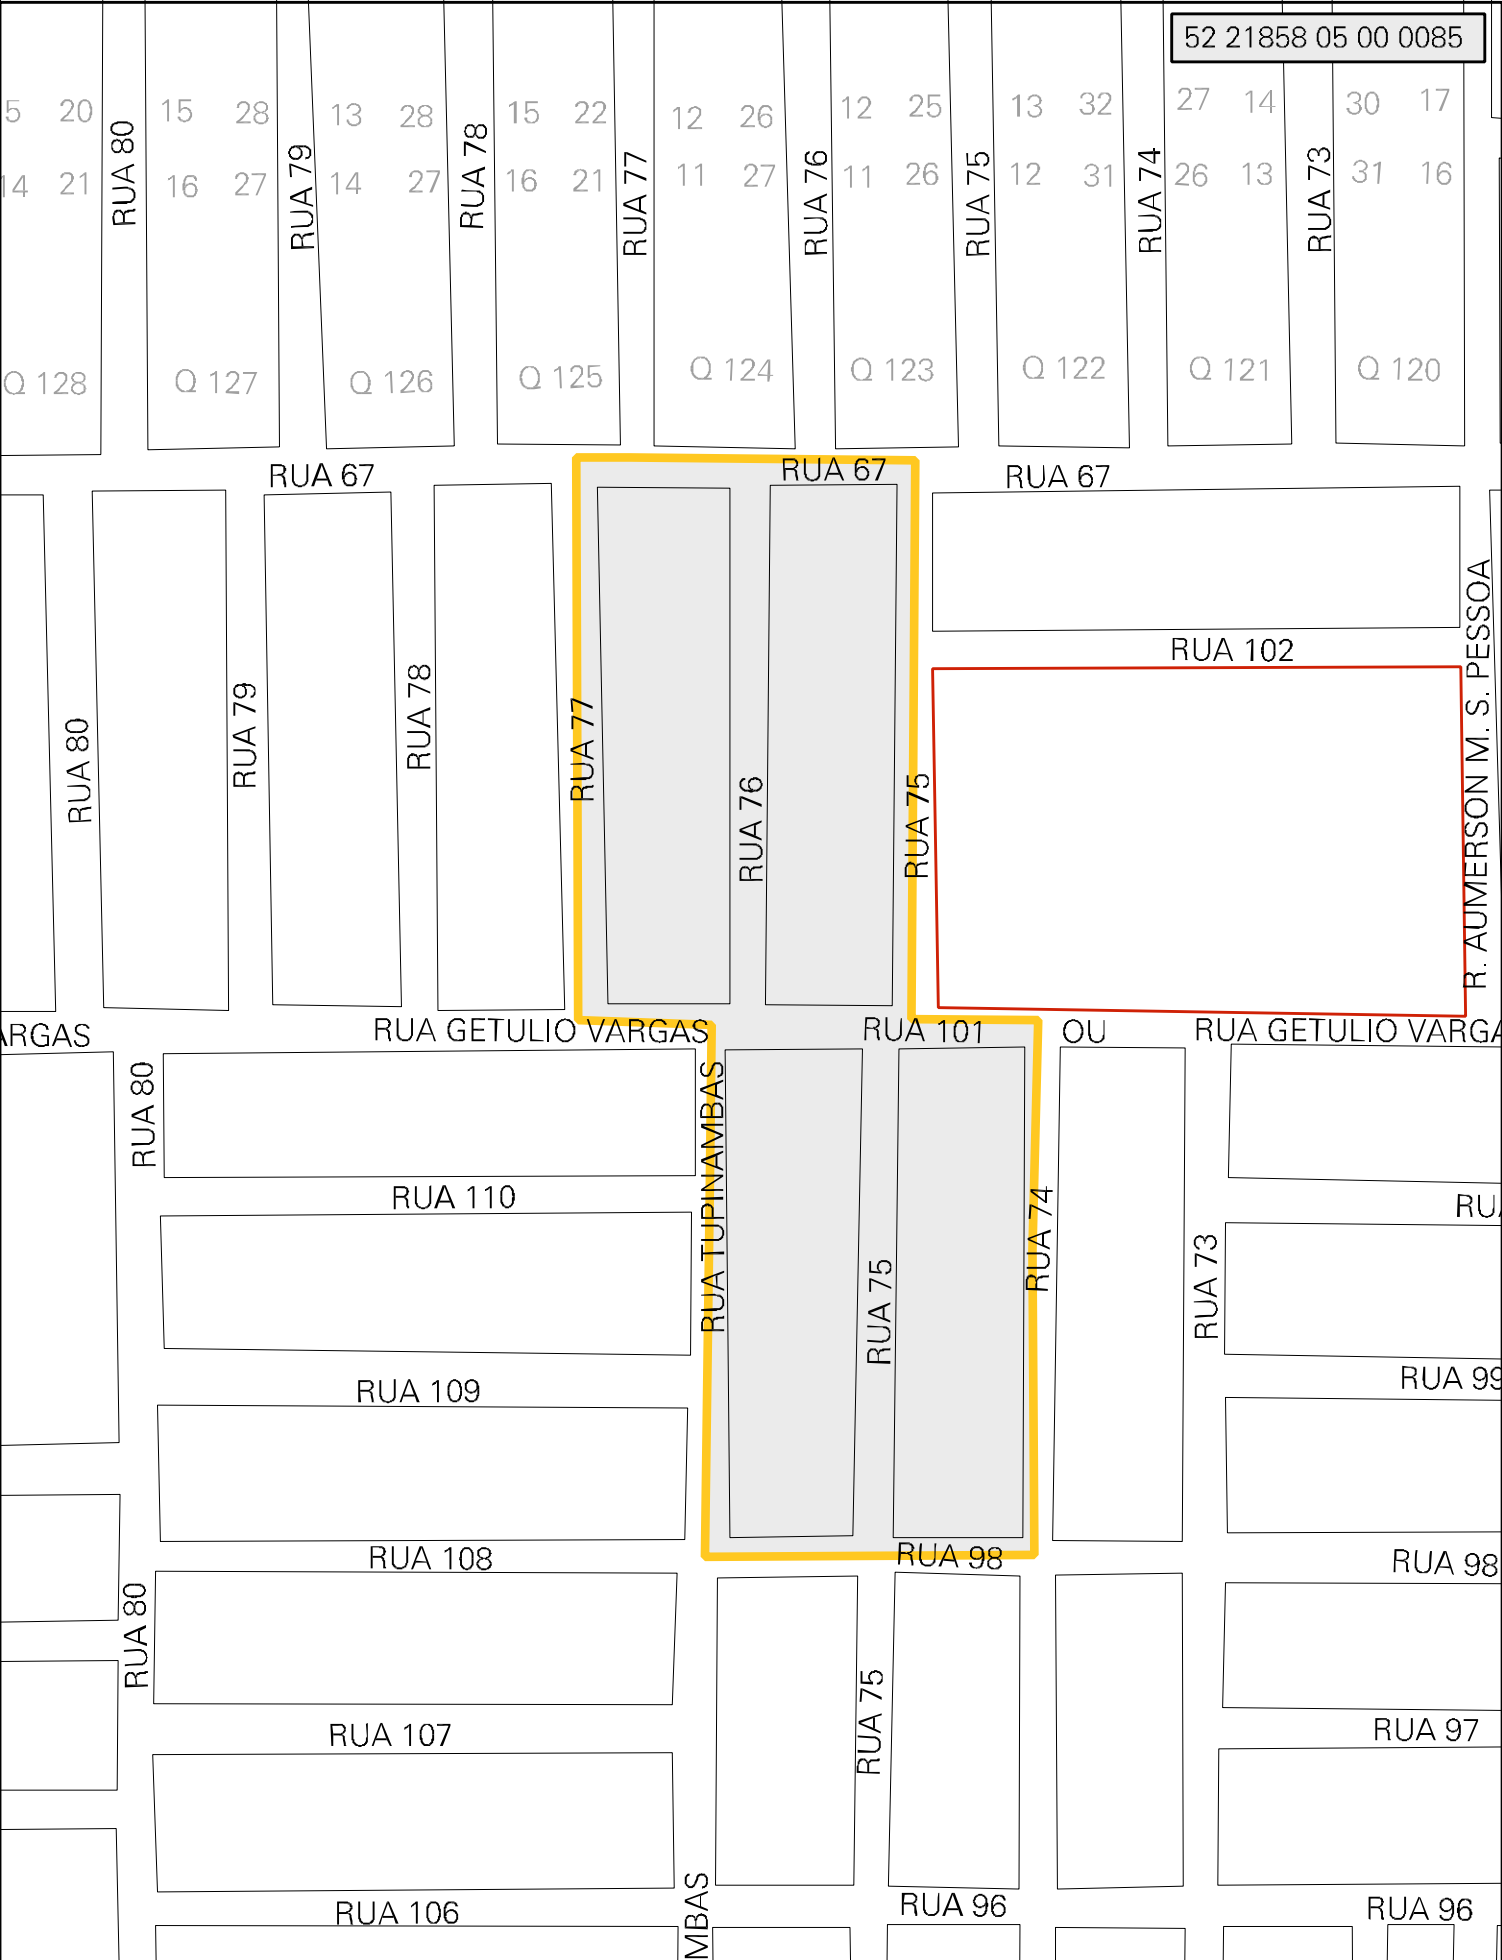 52 21858 05 00 0085
5 20 15 28 13 28 15 22 12 26 12 25 13 32 27 14 30 17
14 21 16 27 14 27 16 21 11 27 11 26 12 31 26 13 31 16
RUA 80
RUA 79
RUA 78
RUA 77
RUA 76
RUA 75
RUA 74
RUA 73
Q 128
Q 127
Q 126
Q 125
Q 124
Q 123
Q 122
Q 121
Q 120
RUA 67
RUA 67
RUA 67
RUA 102
R. AUMERSON M. S. PESSOA
RUA 80
RUA 79
RUA 78
RUA 77
RUA 76
RUA 75
ARGAS
RUA GETULIO VARGAS
RUA 101
OU
RUA GETULIO VARGA
RUA 80
RUA TUPINAMBAS
RUA 110
RUA 75
RUA 74
RUA 73
RUA
RUA 109
RUA 99
RUA 108
RUA 98
RUA 98
RUA 80
RUA 75
RUA 107
RUA 97
RUA 106
MBAS
RUA 96
RUA 96